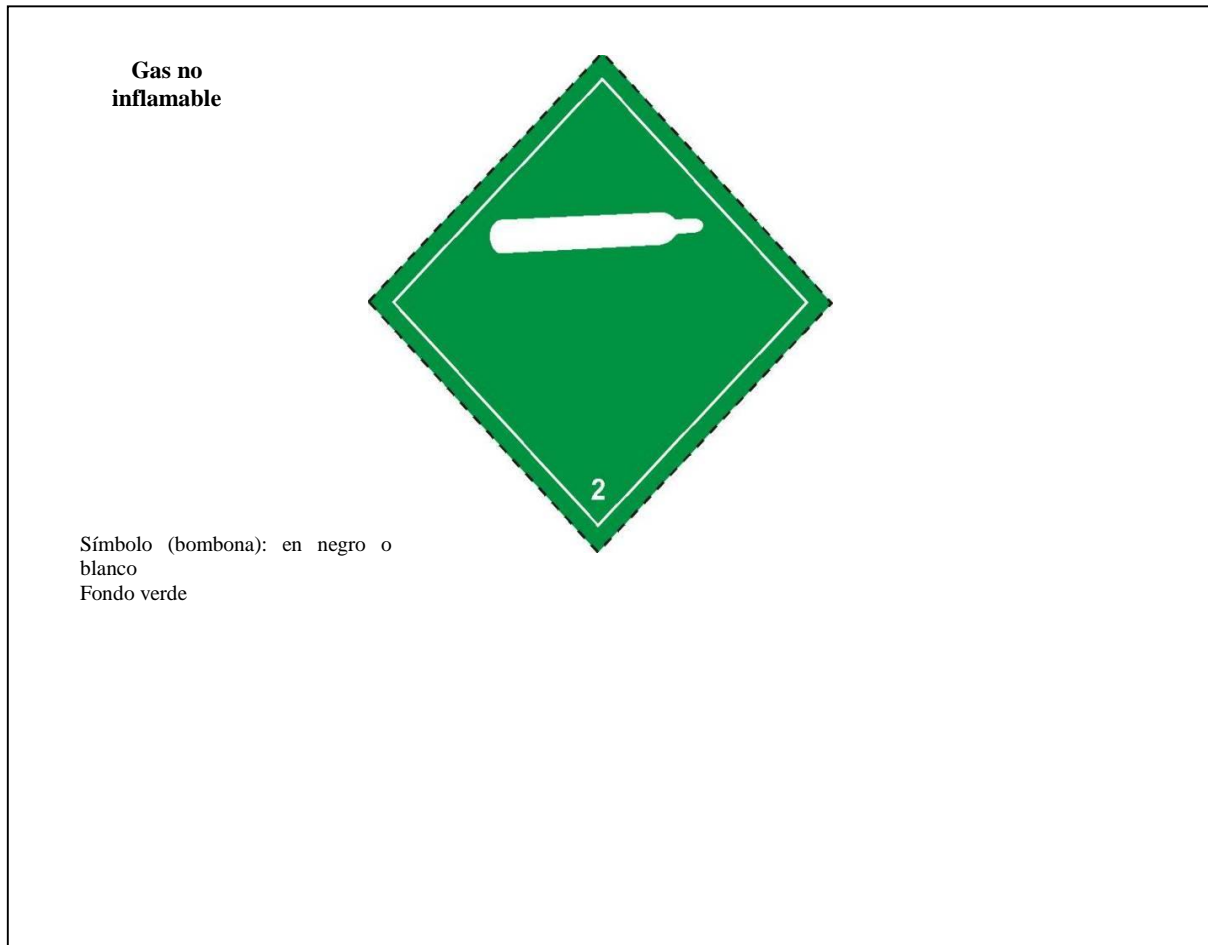 Gas no
inflamable
2
Símbolo (bombona): en negro o
blanco
Fondo verde